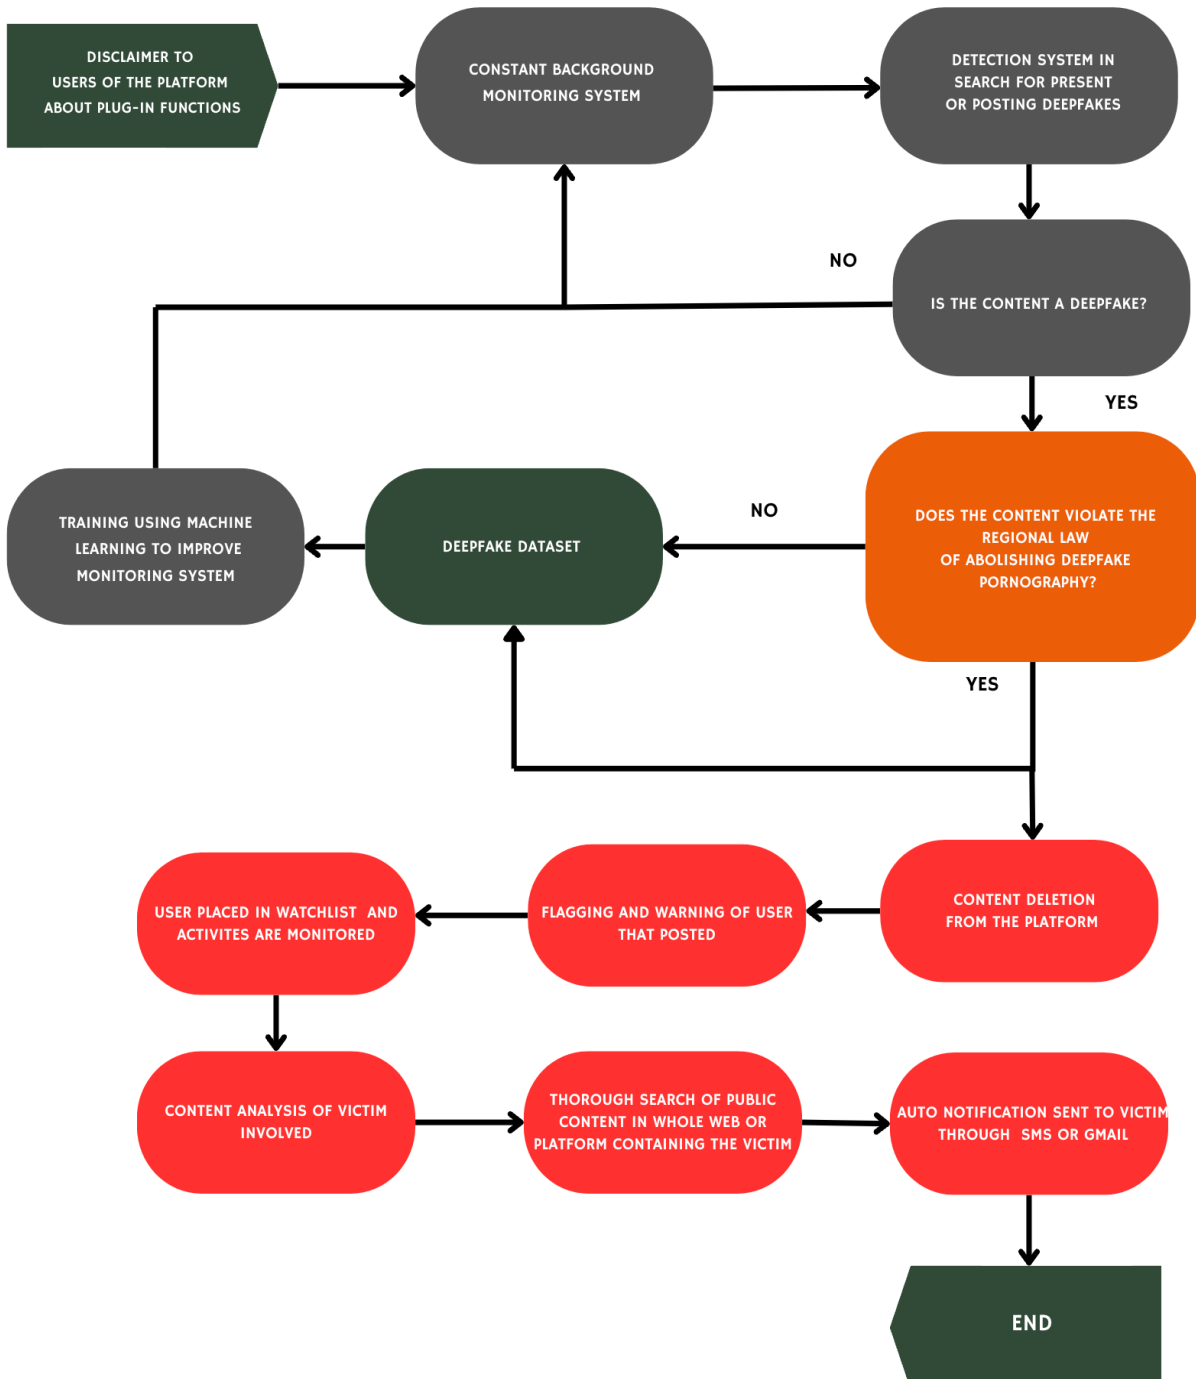 DISCLAIMER TO
USERS OF THE PLATFORM
ABOUT PLUG-IN FUNCTIONS
CONSTANT BACKGROUND
MONITORING SYSTEM
DETECTION SYSTEM IN
SEARCH FOR PRESENT
OR POSTING DEEPFAKES
NO
IS THE CONTENT A DEEPFAKE?
YES
DOES THE CONTENT VIOLATE THE
REGIONAL LAW
OF ABOLISHING DEEPFAKE
PORNOGRAPHY?
NO
DEEPFAKE DATASET
TRAINING USING MACHINE
LEARNING TO IMPROVE
MONITORING SYSTEM
YES
CONTENT DELETION
FROM THE PLATFORM
FLAGGING AND WARNING OF USER
THAT POSTED
USER PLACED IN WATCHLIST AND
ACTIVITES ARE MONITORED
CONTENT ANALYSIS OF VICTIM
INVOLVED
THOROUGH SEARCH OF PUBLIC
CONTENT IN WHOLE WEB OR
PLATFORM CONTAINING THE VICTIM
AUTO NOTIFICATION SENT TO VICTIM
THROUGH SMS OR GMAIL
END